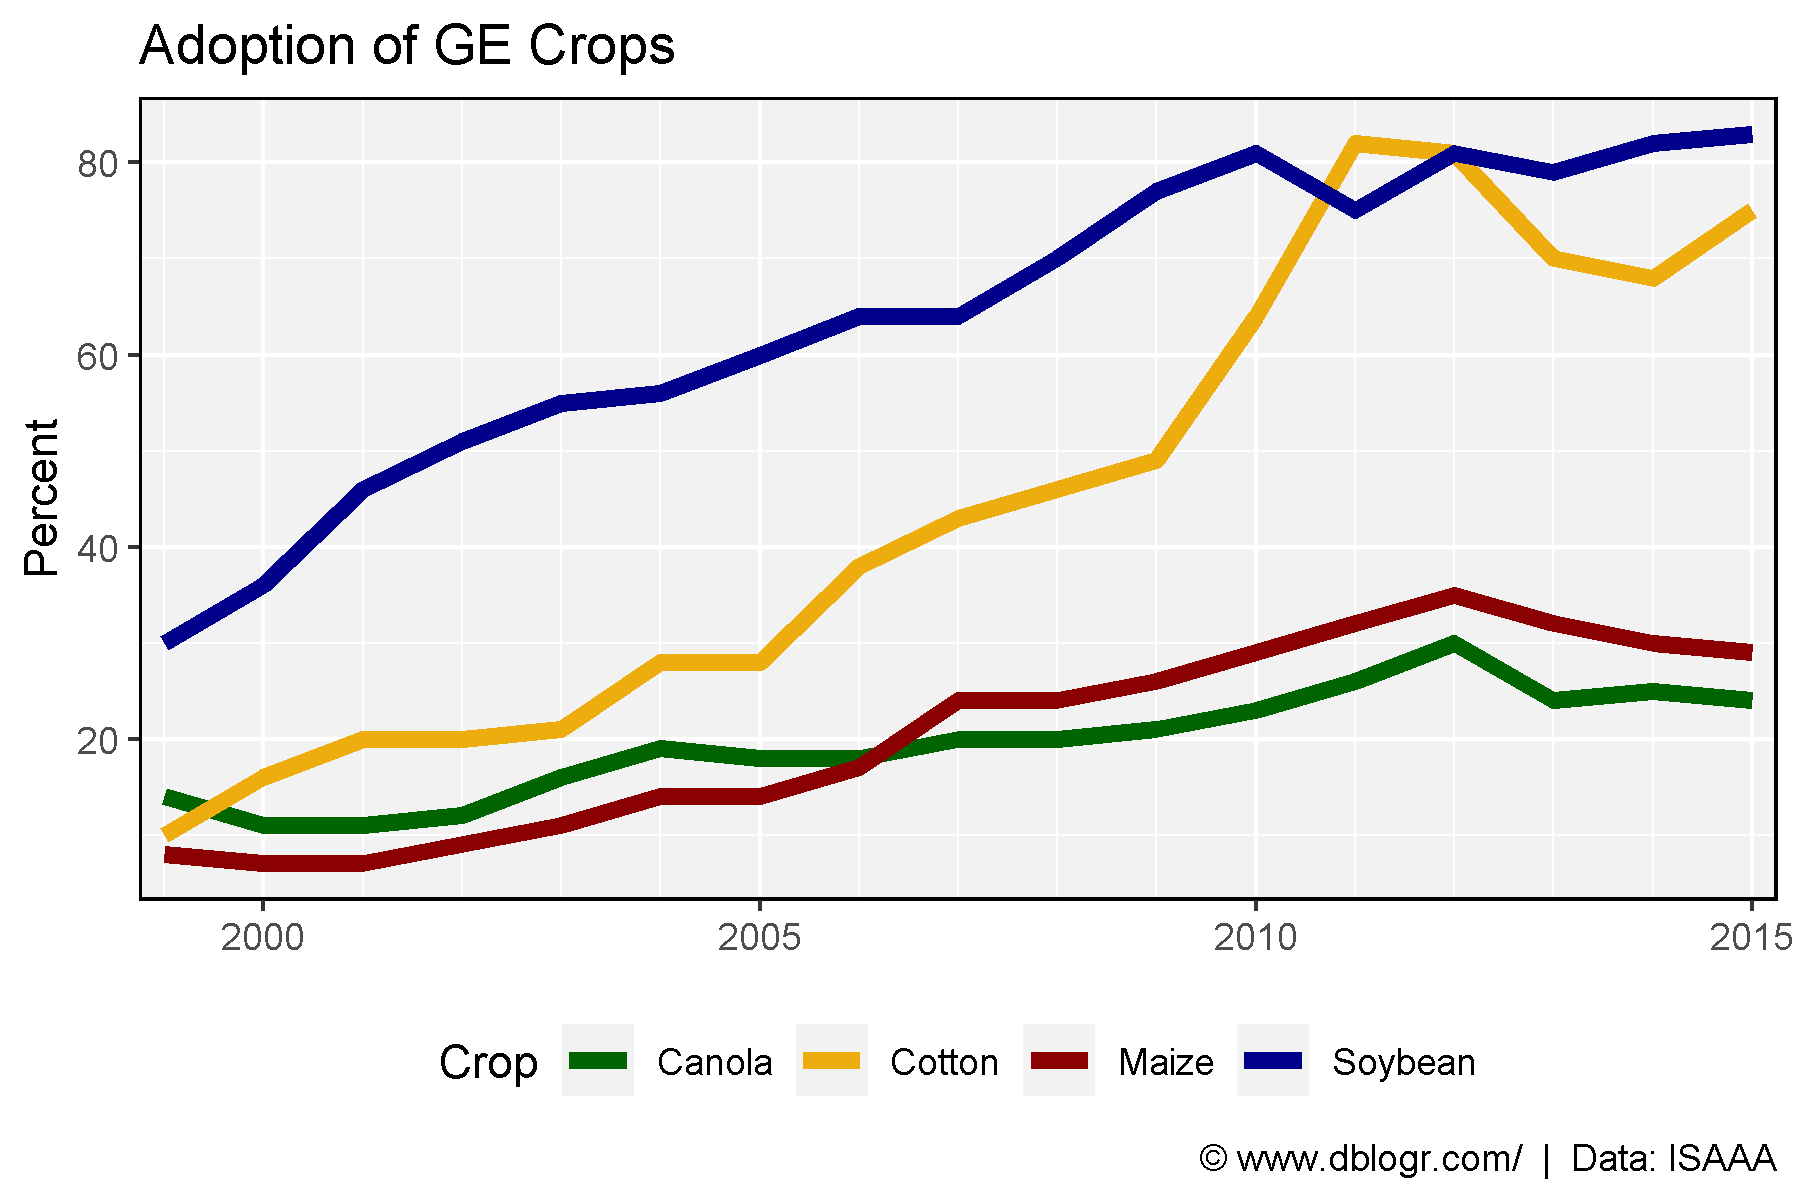 Adoption of GE Crops
Percent
80
60
40
20
2000 2005 2010 2015
Crop Canola Cotton Maize Soybean
© www.dblogr.com/ | Data: ISAAA